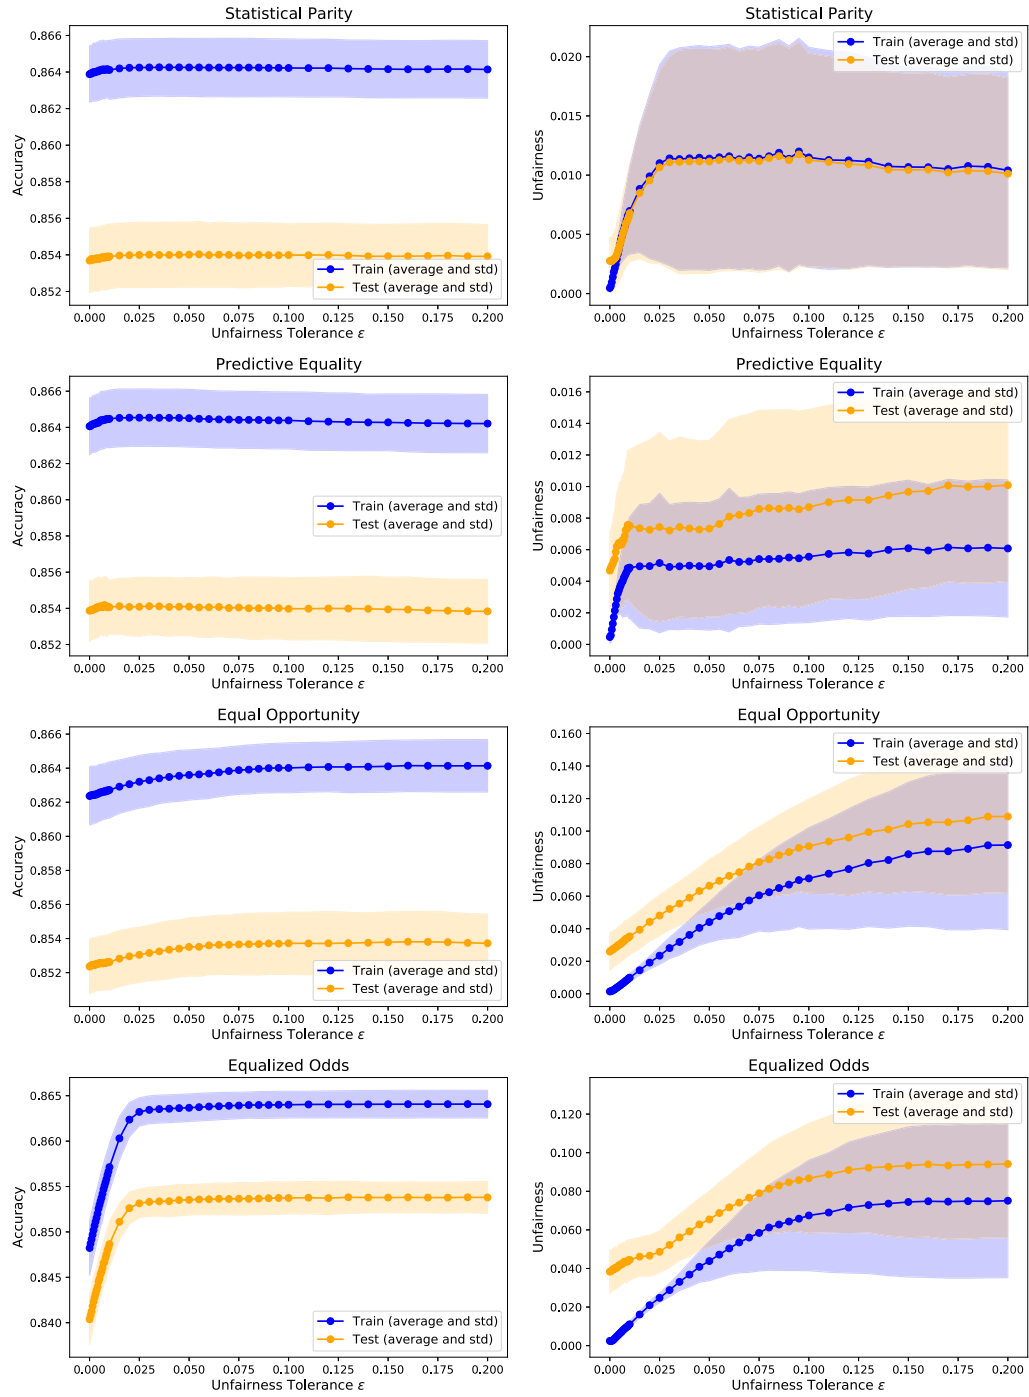 Statistical Parity
Accuracy
0.866
0.864
0.862
0.860
0.858
0.856
0.854
0.852
Train (average and std)
Test (average and std)
0.000 0.025 0.050 0.075 0.100 0.125 0.150 0.175 0.200
Unfairness Tolerance ε
Statistical Parity
Unfairness
0.020
0.015
0.010
0.005
0.000
Train (average and std)
Test (average and std)
0.000 0.025 0.050 0.075 0.100 0.125 0.150 0.175 0.200
Unfairness Tolerance ε
Predictive Equality
Accuracy
0.866
0.864
0.862
0.860
0.858
0.856
0.854
0.852
Train (average and std)
Test (average and std)
0.000 0.025 0.050 0.075 0.100 0.125 0.150 0.175 0.200
Unfairness Tolerance ε
Predictive Equality
Unfairness
0.016
0.014
0.012
0.010
0.008
0.006
0.004
0.002
0.000
Train (average and std)
Test (average and std)
0.000 0.025 0.050 0.075 0.100 0.125 0.150 0.175 0.200
Unfairness Tolerance ε
Equal Opportunity
Accuracy
0.866
0.864
0.862
0.860
0.858
0.856
0.854
0.852
Train (average and std)
Test (average and std)
0.000 0.025 0.050 0.075 0.100 0.125 0.150 0.175 0.200
Unfairness Tolerance ε
Equal Opportunity
Unfairness
0.160
0.140
0.120
0.100
0.080
0.060
0.040
0.020
0.000
Train (average and std)
Test (average and std)
0.000 0.025 0.050 0.075 0.100 0.125 0.150 0.175 0.200
Unfairness Tolerance ε
Equalized Odds
Accuracy
0.865
0.860
0.855
0.850
0.845
0.840
Train (average and std)
Test (average and std)
0.000 0.025 0.050 0.075 0.100 0.125 0.150 0.175 0.200
Unfairness Tolerance ε
Equalized Odds
Unfairness
0.120
0.100
0.080
0.060
0.040
0.020
0.000
Train (average and std)
Test (average and std)
0.000 0.025 0.050 0.075 0.100 0.125 0.150 0.175 0.200
Unfairness Tolerance ε